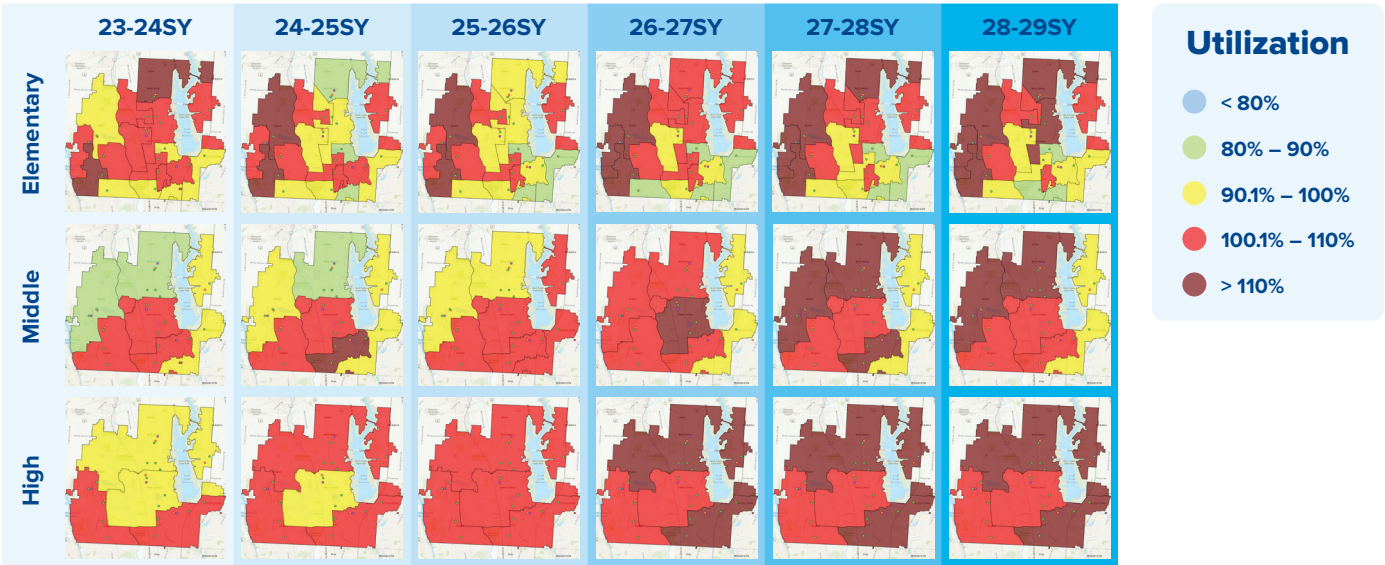 23-24SY
24-25SY
25-26SY
26-27SY
27-28SY
28-29SY
Elementary
Middle
High
Utilization
< 80%
80% – 90%
90.1% – 100%
100.1% – 110%
> 110%